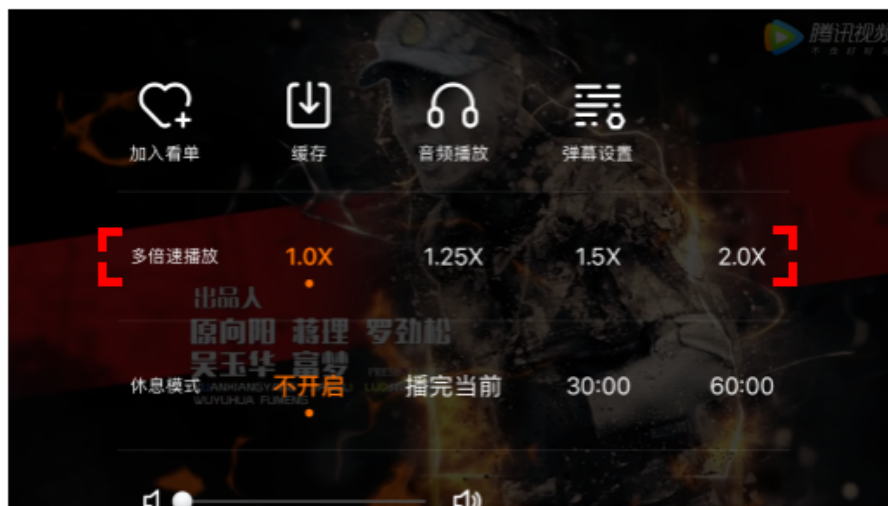 腾讯视频
加入看单 缓存 音频播放 弹幕设置
多倍速播放 1.0X 1.25X 1.5X 2.0X
出品人
原向阳 蒋理 罗劲松
吴玉华 富梦
休息模式 不开启 播完当前 30:00 60:00
WUYUHUA FUMENG